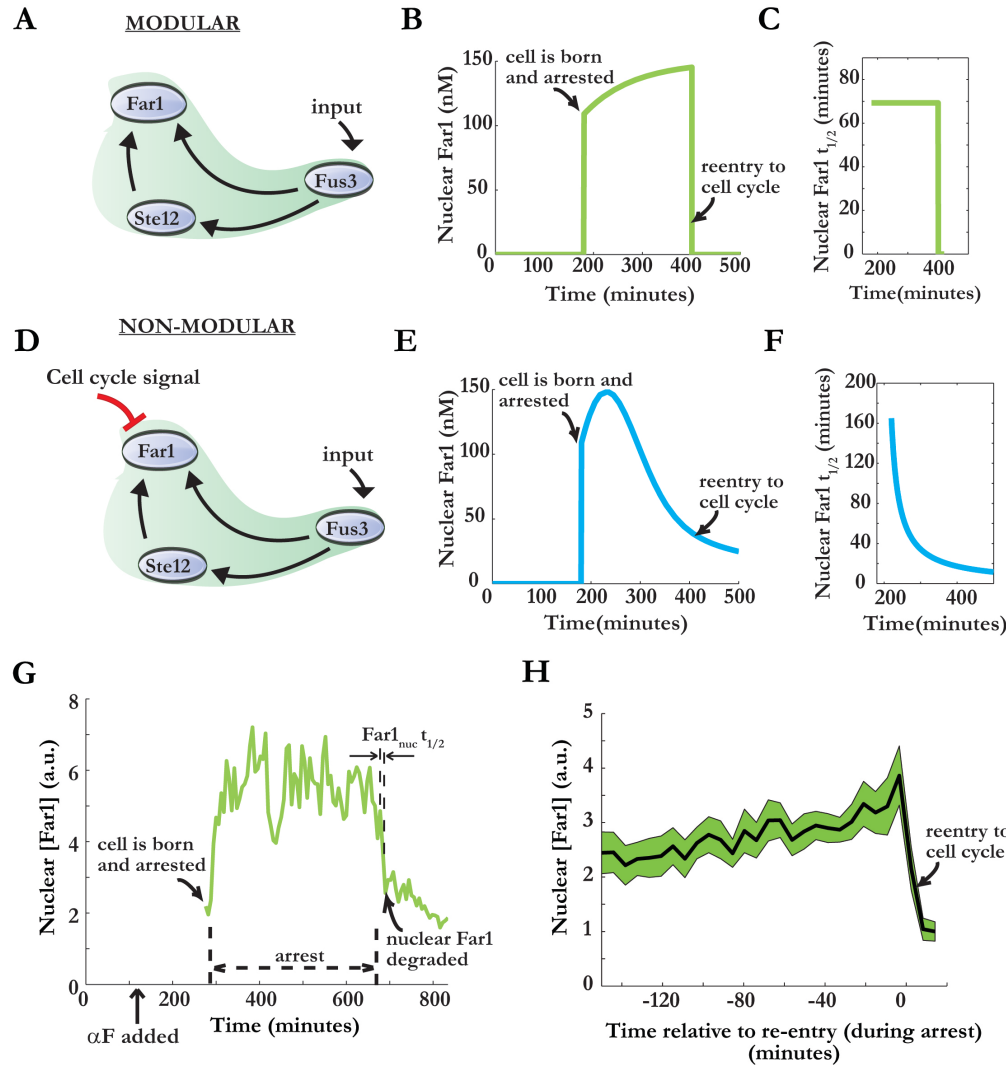 A
MODULAR
Far1
input
Fus3
Ste12
B
Nuclear Far1 (nM)
150
100
150
50
0
cell is born
and arrested
reentry to
cell cycle
0 100 200 300 400 500
Time (minutes)
C
Nuclear Far1 t1/2 (minutes)
80
70
60
50
40
20
0
200 400
Time(minutes)
NON-MODULAR
D
Cell cycle signal
Far1
input
Fus3
Ste12
E
Nuclear Far1 (nM)
150
100
50
0
cell is born and
arrested
reentry to
cell cycle
0 100 200 300 400 500
Time(minutes)
F
Nuclear Far1 t1/2 (minutes)
200
160
120
80
40
0
200 400
Time(minutes)
G
Nuclear [Far1] (a.u.)
8
6
4
2
0
Far1nuc t1/2
cell is born
and arrested
arrest
nuclear Far1
degraded
0 200 400 600 800
αF added
Time (minutes)
H
Nuclear [Far1] (a.u.)
5
4
3
2
1
0
reentry to
cell cycle
-120 -80 -40 0
Time relative to re-entry (during arrest)
(minutes)